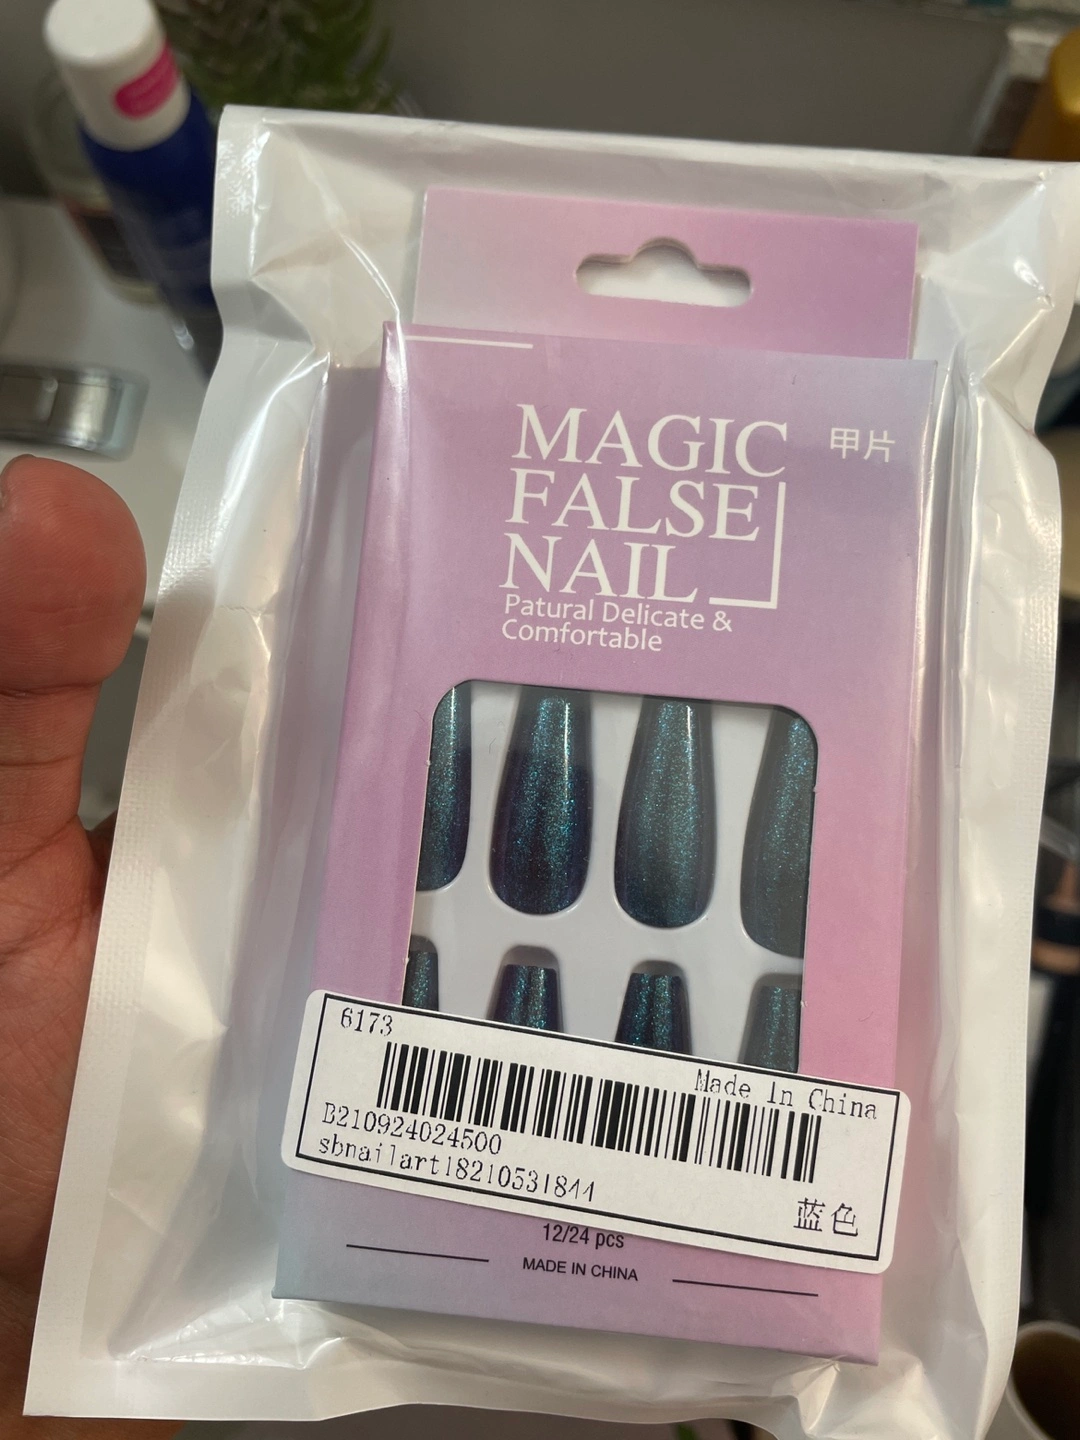 MAGIC
FALSE
NAIL
甲片
Patural Delicate &
Comfortable
6173
Made In China
B210924024500
sbnailart18210531844
蓝色
12/24 pcs
MADE IN CHINA